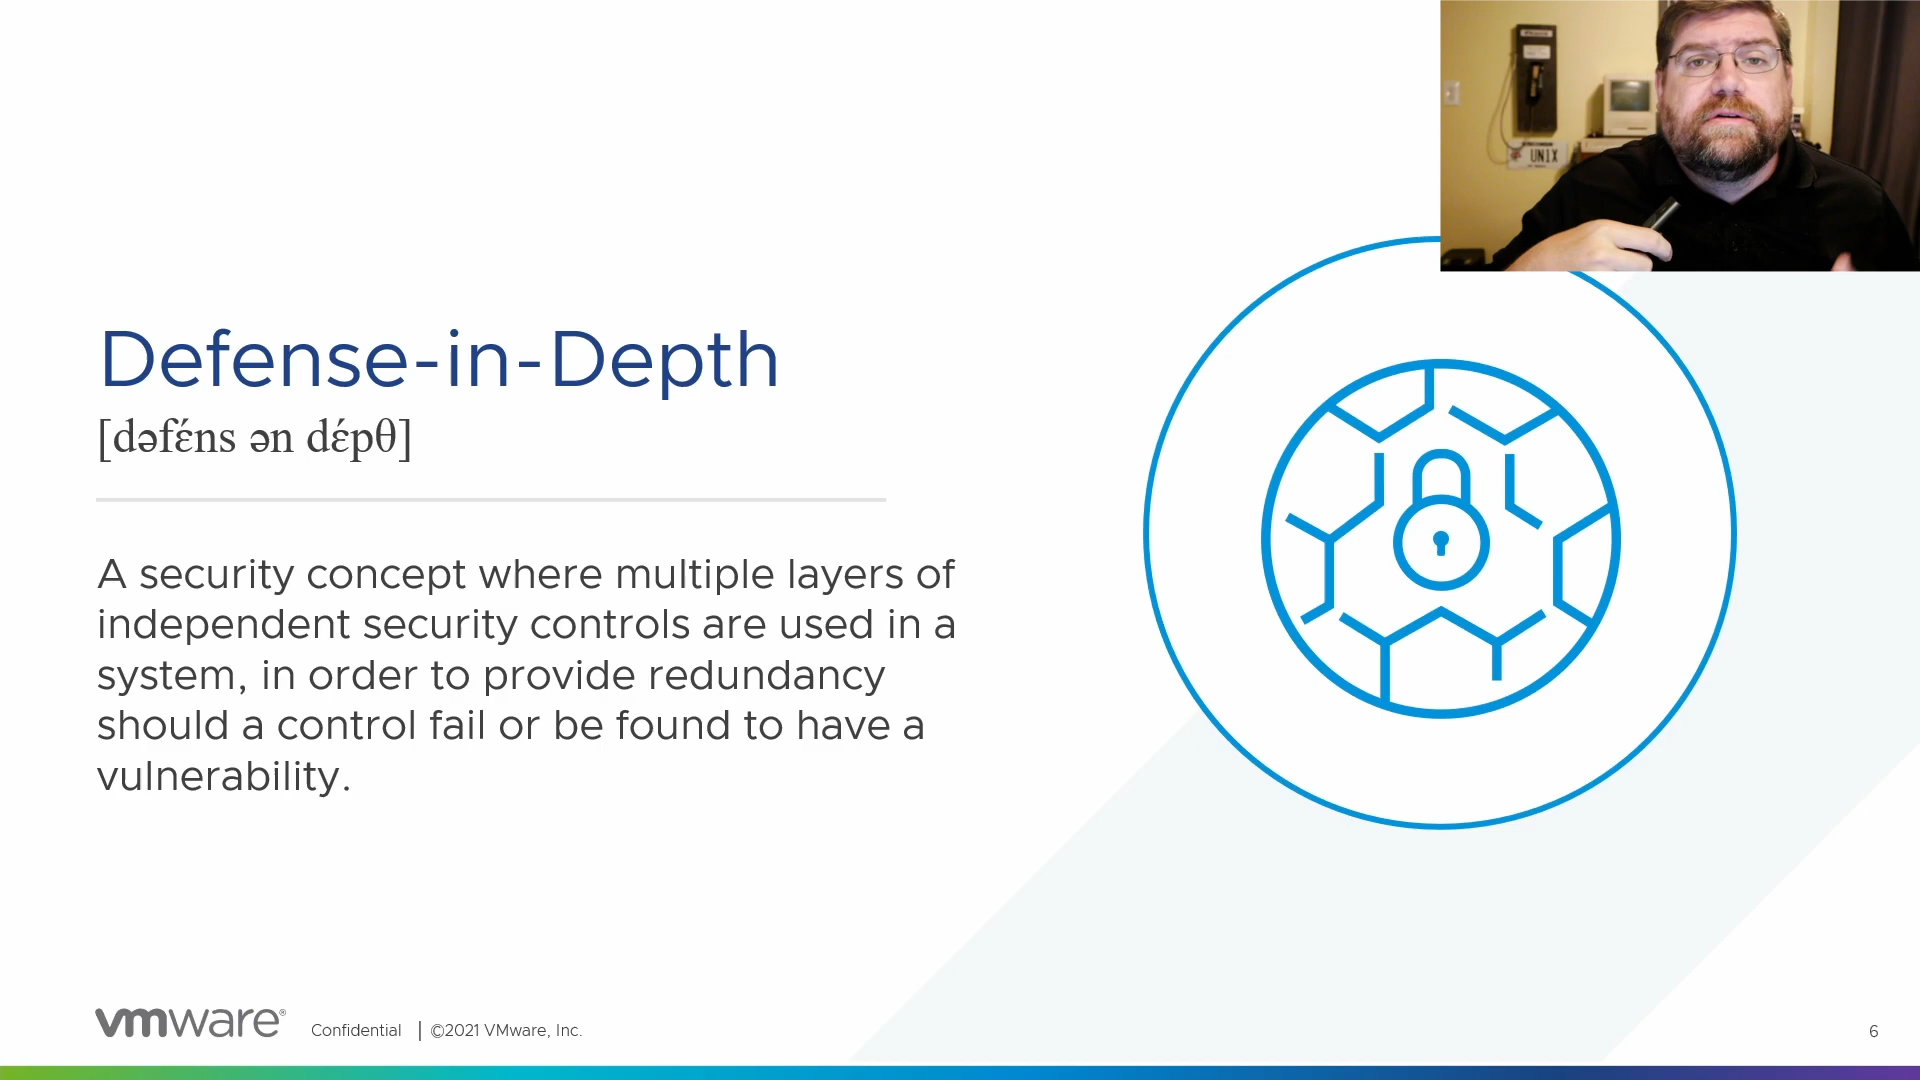 UNIX
Defense-in-Depth
[dəfɛ́ns ən dɛ́pθ]
A security concept where multiple layers of
independent security controls are used in a
system, in order to provide redundancy
should a control fail or be found to have a
vulnerability.
vmware® Confidential | ©2021 VMware, Inc.
6